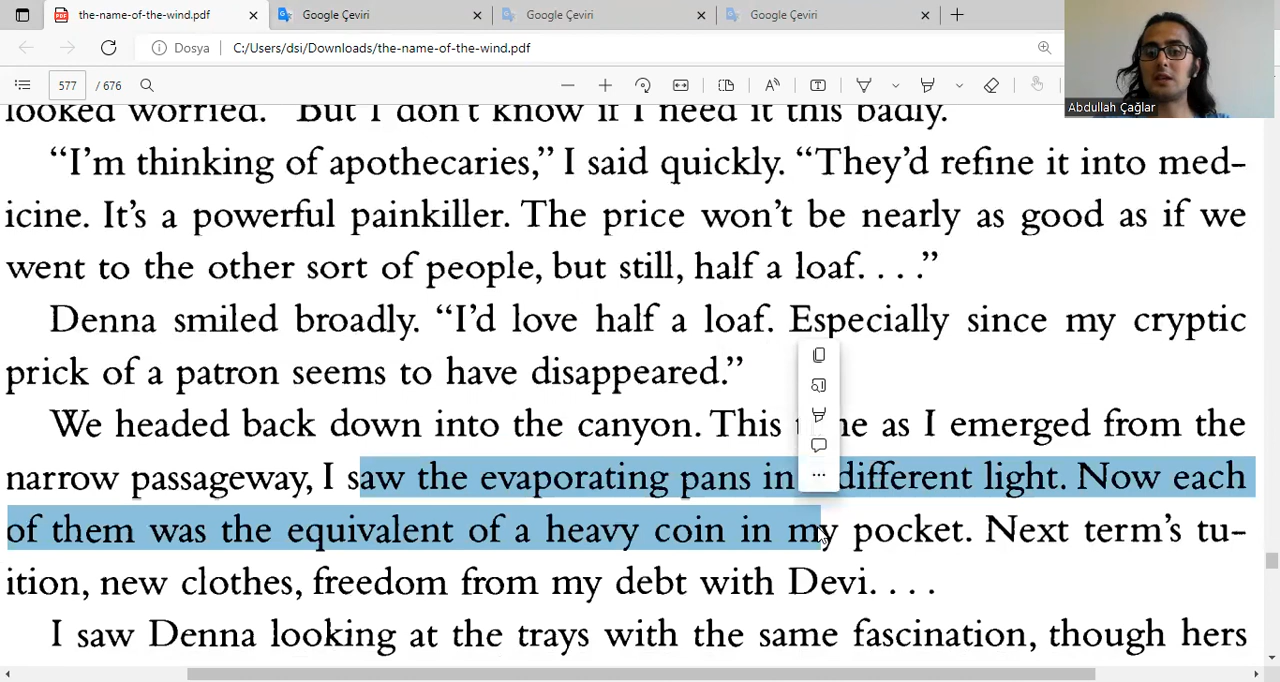 the-name-of-the-wind.pdf
Google Çeviri
Google Çeviri
Google Çeviri
Dosya
C:/Users/dsi/Downloads/the-name-of-the-wind.pdf
577 / 676
Abdullah Çağlar
looked worried. “But I don’t know if I need it this badly.
“I’m thinking of apothecaries,” I said quickly. “They’d refine it into med-
icine. It’s a powerful painkiller. The price won’t be nearly as good as if we
went to the other sort of people, but still, half a loaf. . . .”
Denna smiled broadly. “I’d love half a loaf. Especially since my cryptic
prick of a patron seems to have disappeared.”
We headed back down into the canyon. This me as I emerged from the
narrow passageway, I saw the evaporating pans in different light. Now each
of them was the equivalent of a heavy coin in my pocket. Next term’s tu-
ition, new clothes, freedom from my debt with Devi. . . .
I saw Denna looking at the trays with the same fascination, though hers